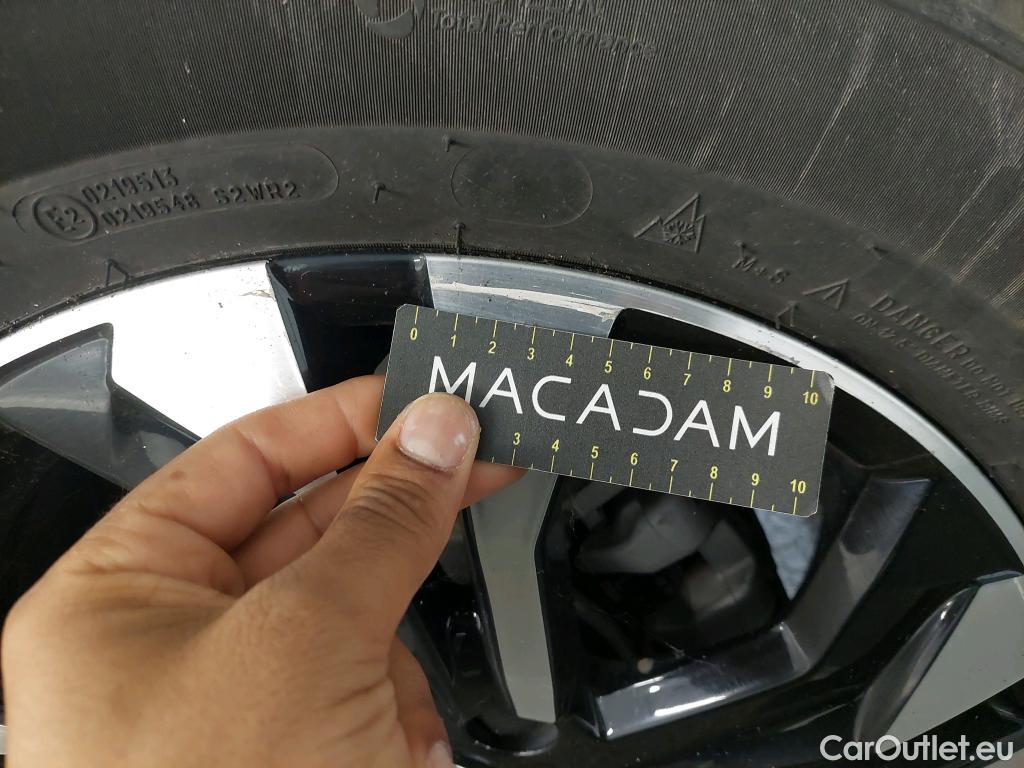 Total Performance
E2
0219513
0219548 S2WR2
M+S
DANGER
0 1 2 3 4 5 6 7 8 9 10
MACADAM
3 4 5 6 7 8 9 10
CarOutlet.eu